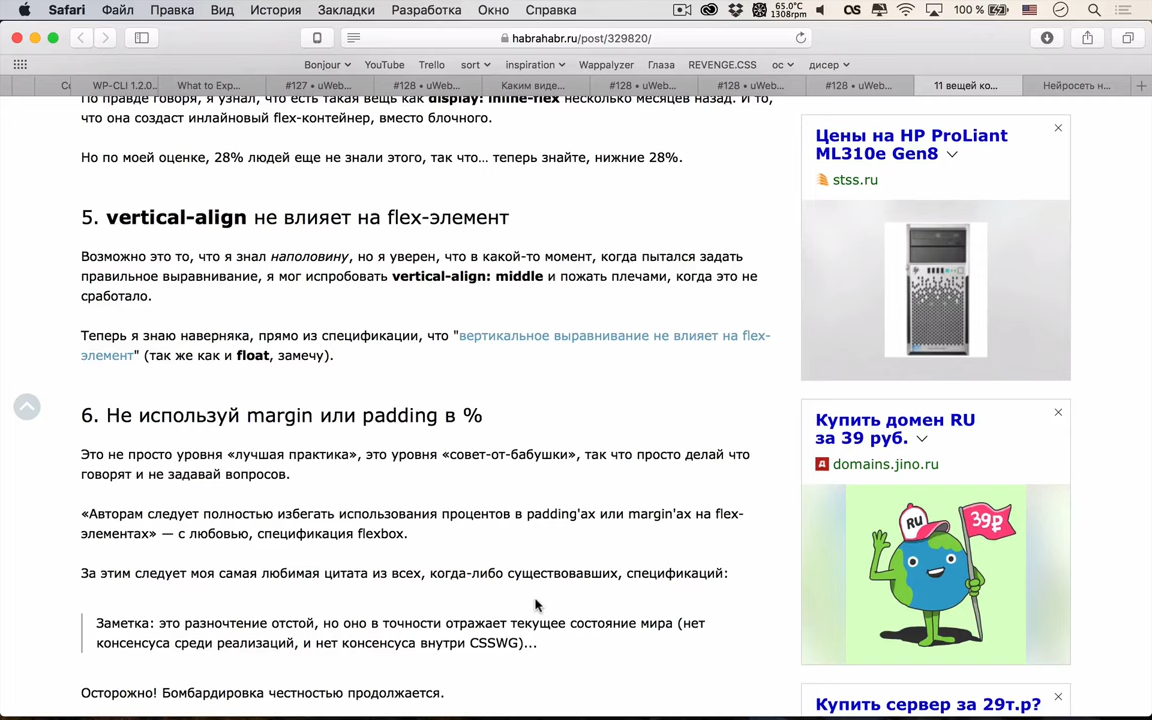 Safari Файл Правка Вид История Закладки Разработка Окно Справка 65.0°C 1308rpm 100 %
habrahabr.ru/post/329820/
Bonjour YouTube Trello sort inspiration Wappalyzer Глаза REVENGE.CSS ос дисер
WP-CLI 1.2.0... What to Exp... #127 • uWeb... #128 • uWeb... Каким виде... #128 • uWeb... #128 • uWeb... #128 • uWeb... 11 вещей ко... Нейросеть н...
По правде говоря, я узнал, что есть такая вещь как display: inline-flex несколько месяцев назад. И то,
что она создаст инлайновый flex-контейнер, вместо блочного.
Но по моей оценке, 28% людей еще не знали этого, так что… теперь знайте, нижние 28%.
5. vertical-align не влияет на flex-элемент
Возможно это то, что я знал наполовину, но я уверен, что в какой-то момент, когда пытался задать
правильное выравнивание, я мог испробовать vertical-align: middle и пожать плечами, когда это не
сработало.
Теперь я знаю наверняка, прямо из спецификации, что "вертикальное выравнивание не влияет на flex-
элемент" (так же как и float, замечу).
6. Не используй margin или padding в %
Это не просто уровня «лучшая практика», это уровня «совет-от-бабушки», так что просто делай что
говорят и не задавай вопросов.
«Авторам следует полностью избегать использования процентов в padding'ах или margin'ах на flex-
элементах» — с любовью, спецификация flexbox.
За этим следует моя самая любимая цитата из всех, когда-либо существовавших, спецификаций:
Заметка: это разночтение отстой, но оно в точности отражает текущее состояние мира (нет
консенсуса среди реализаций, и нет консенсуса внутри CSSWG)…
Осторожно! Бомбардировка честностью продолжается.
Цены на HP ProLiant
ML310e Gen8
stss.ru
Купить домен RU
за 39 руб.
domains.jino.ru
RU
39₽
Купить сервер за 29т.р?